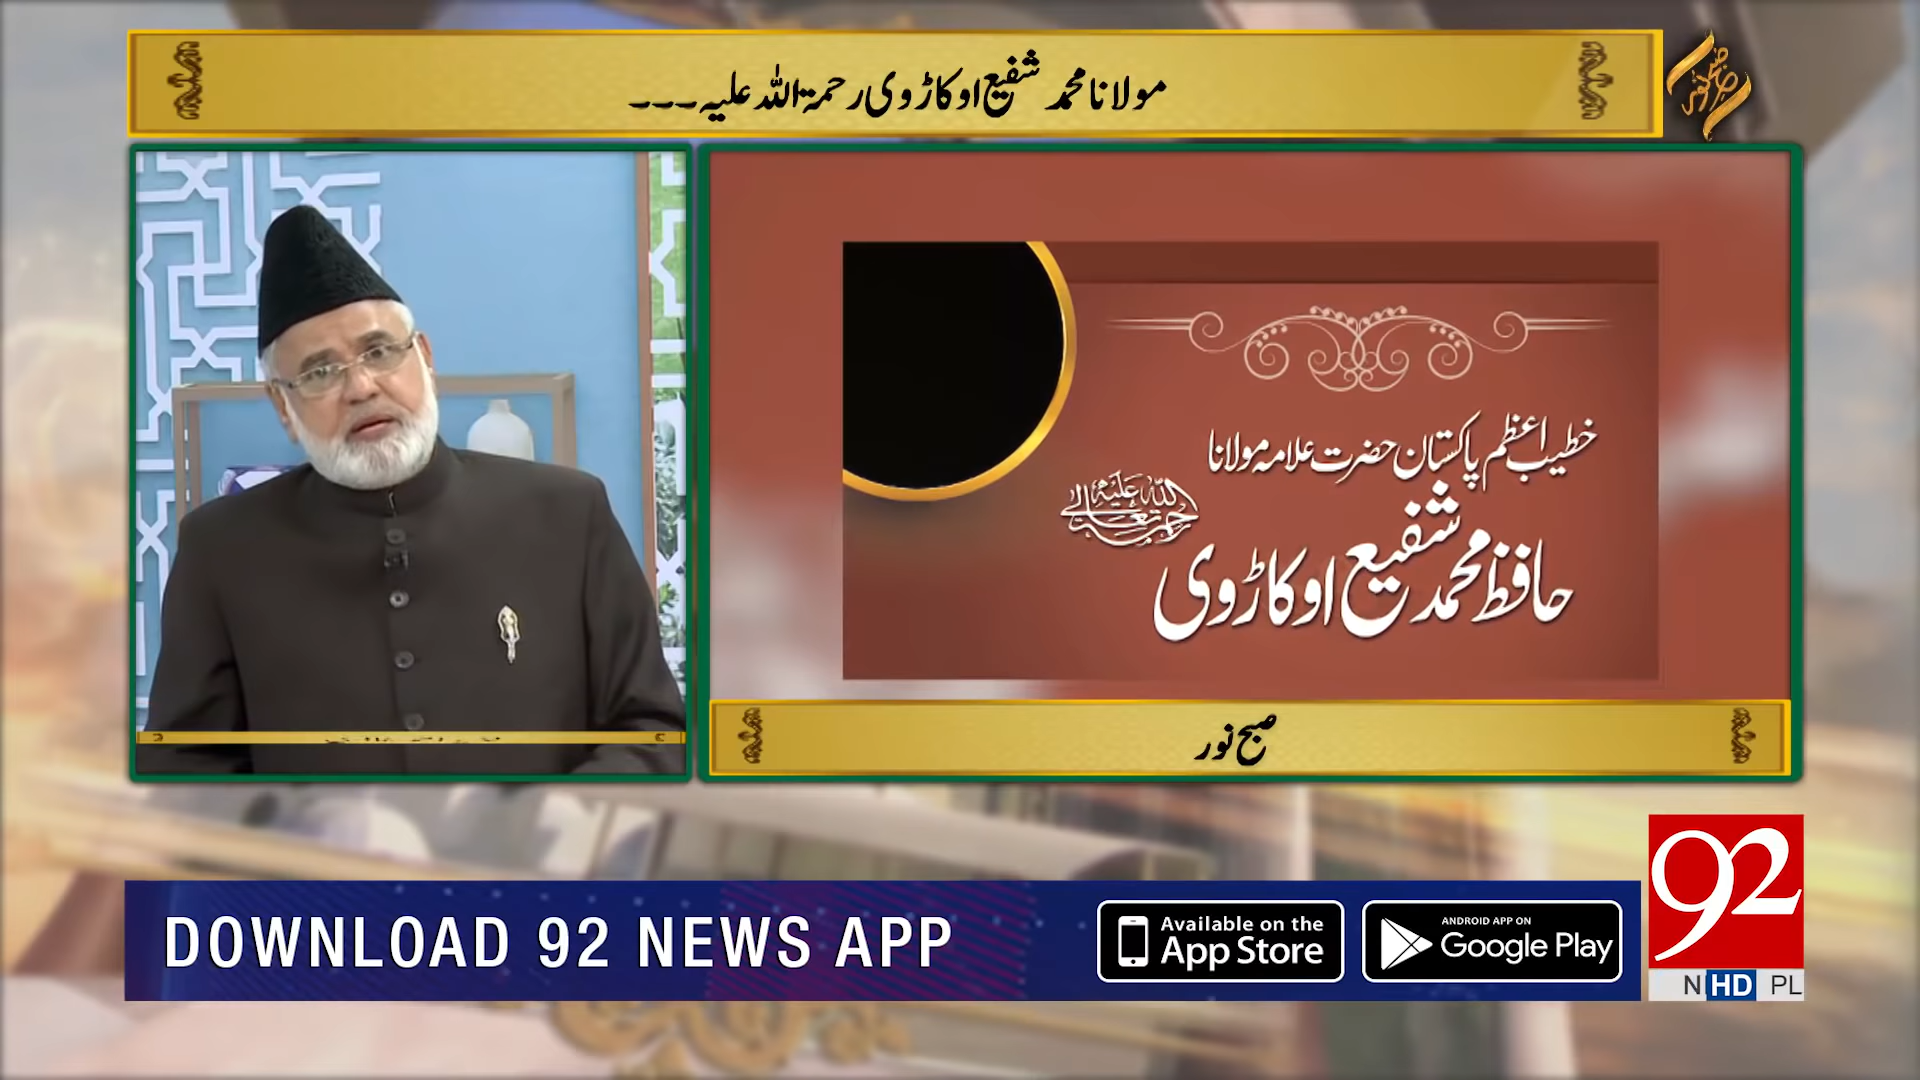 مولانا محمد شفیع اوکاڑوی رحمۃ اللہ علیہ ۔۔۔
صبح نور
خطیب اعظم پاکستان حضرت علامہ مولانا
حافظ محمد شفیع اوکاڑوی
رحمۃ اللہ تعالیٰ علیہ
صبح نور
DOWNLOAD 92 NEWS APP
Available on the
App Store
ANDROID APP ON
Google Play
92
HD PL